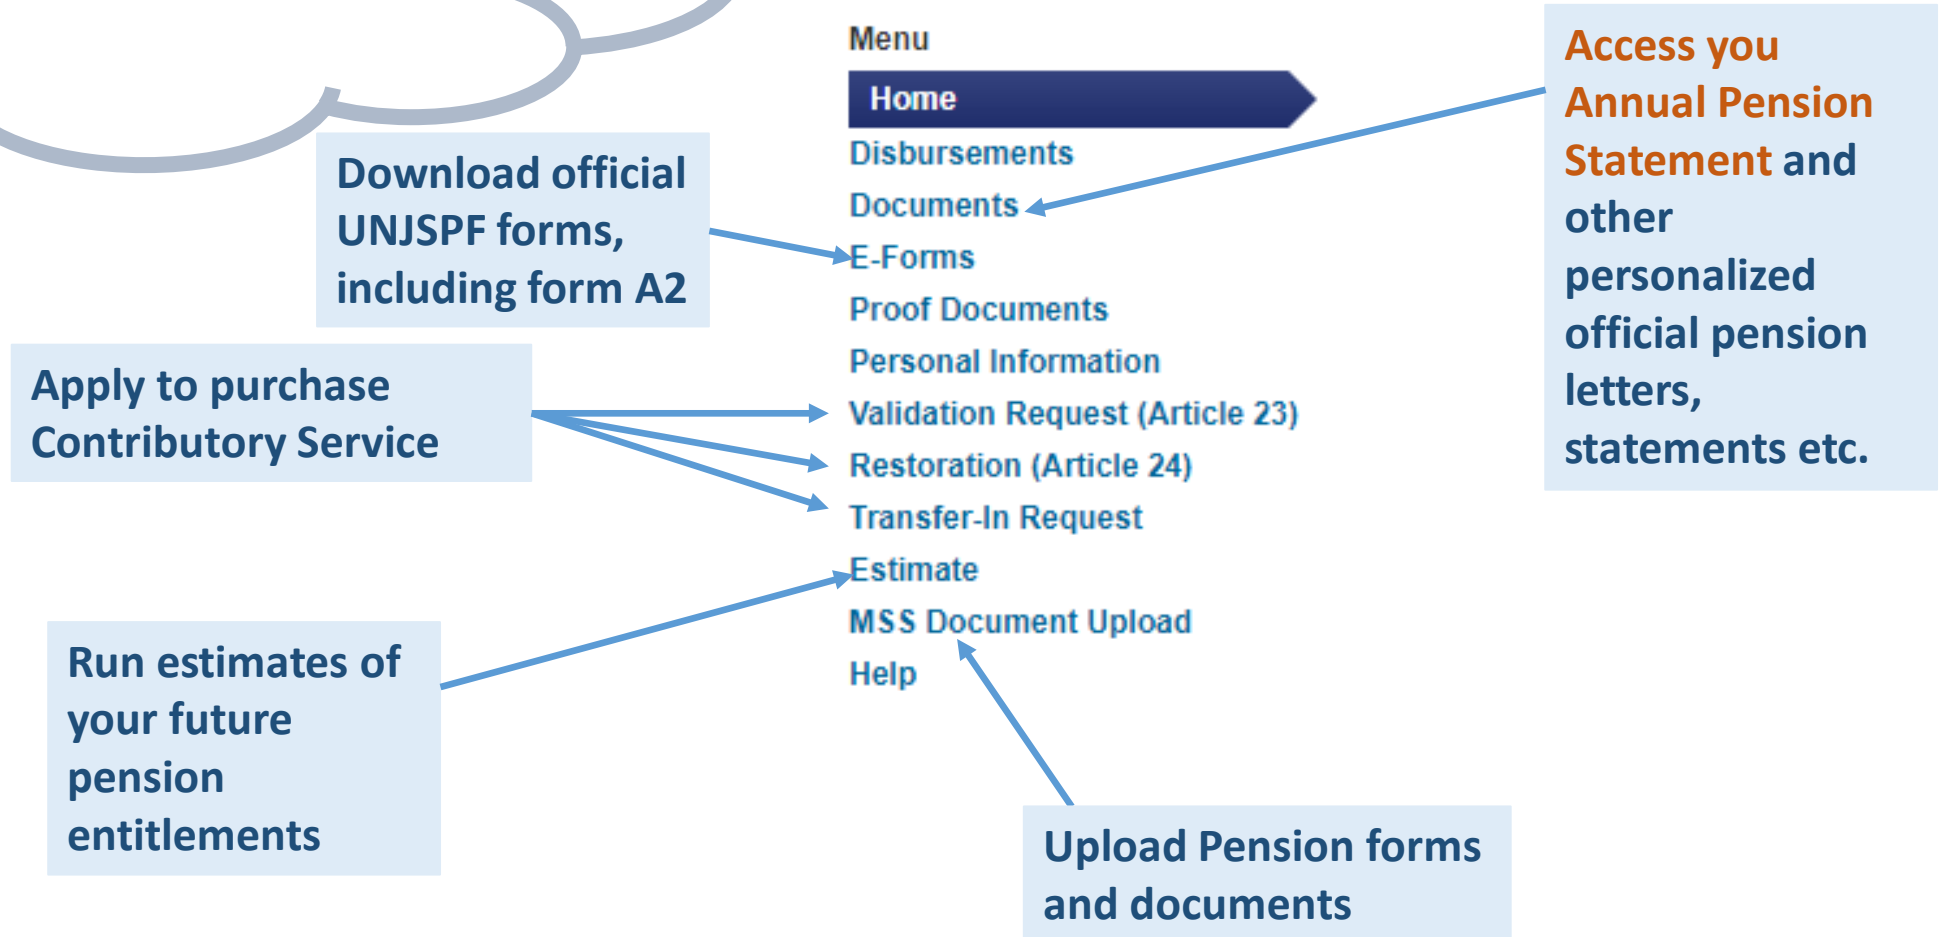 Menu
Home
Disbursements
Documents
E-Forms
Proof Documents
Personal Information
Validation Request (Article 23)
Restoration (Article 24)
Transfer-In Request
Estimate
MSS Document Upload
Help
Download official
UNJSPF forms,
including form A2
Apply to purchase
Contributory Service
Run estimates of
your future
pension
entitlements
Access you
Annual Pension
Statement and
other
personalized
official pension
letters,
statements etc.
Upload Pension forms
and documents